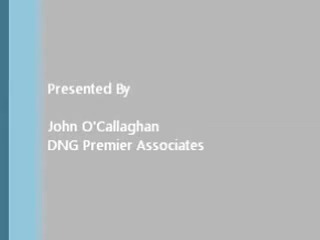 Presented By
John O'Callaghan
DNG Premier Associates